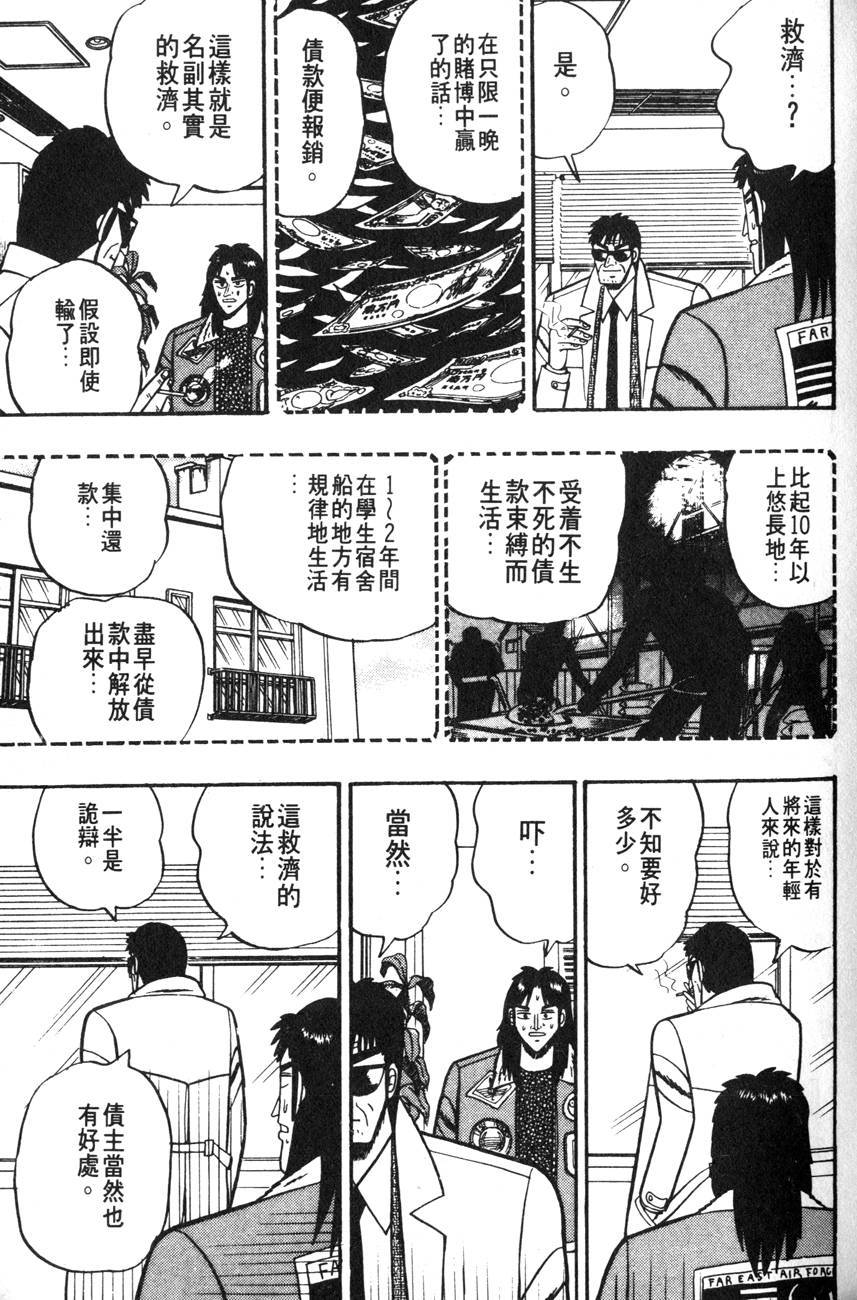 救濟…?
是。
FAR
在只限一晚
的賭博中贏
了的話…
債款便報銷。
這樣就是
名副其實
的救濟。
假設即使
輸了…
比起10年以
上悠長地…
受着不生
不死的債
款束縛而
生活…
1~2年間
在學生宿舍
船的地方有
規律地生活
…
集中還
款…
盡早從債
款中解放
出來…
這樣對於有
將來的年輕
人來說…
不知要好
多少。
FAR EAST AIR FORC
吓…
當然…
這救濟的
說法…
一半是
詭辯。
債主當然也
有好處。
FAR E